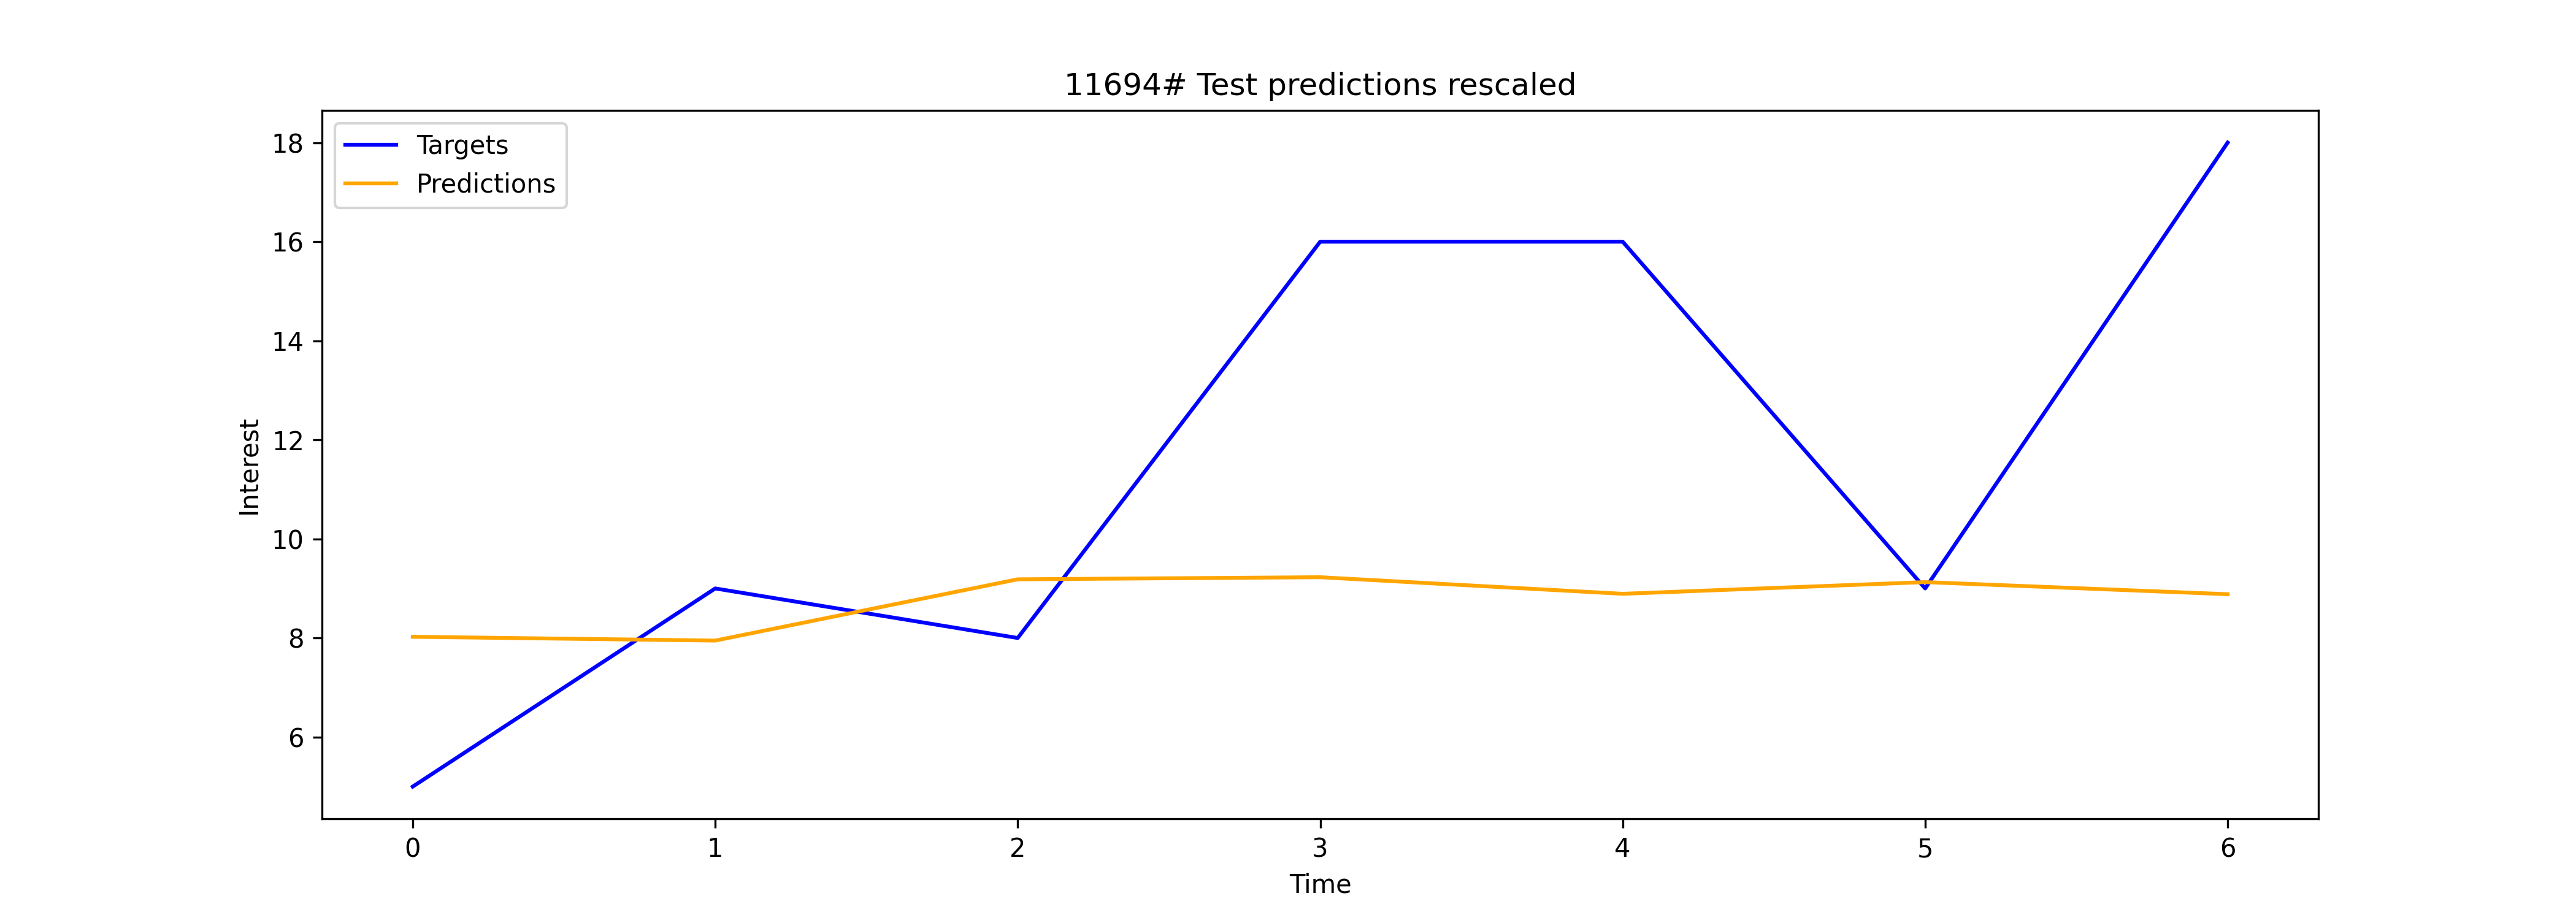 11694# Test predictions rescaled
Targets
Predictions
18
16
14
12
10
8
6
Interest
0 1 2 3 4 5 6
Time